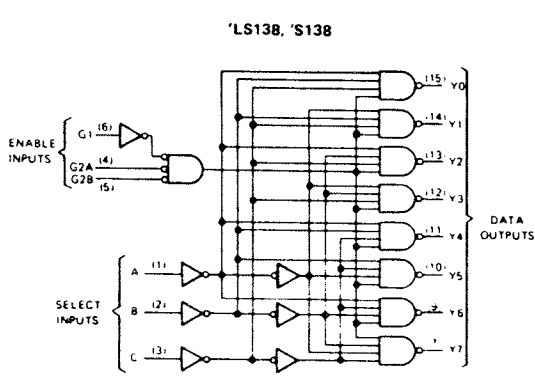 'LS138, 'S138
ENABLE
INPUTS
G1 (6)
G2A (4)
G2B (5)
SELECT
INPUTS
A (1)
B (2)
C (3)
(15) Y0
(14) Y1
(13) Y2
(12) Y3
(11 Y4
(10) Y5
Y6
Y7
DATA
OUTPUTS